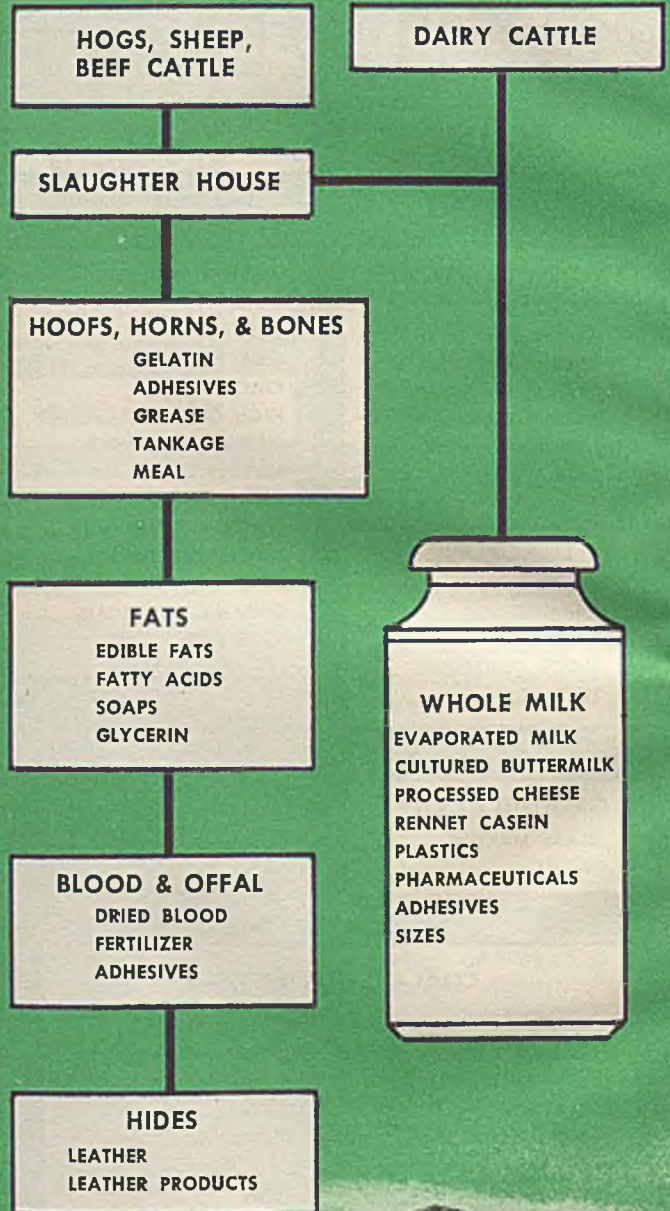 HOGS, SHEEP,
BEEF CATTLE
DAIRY CATTLE
SLAUGHTER HOUSE
HOOFS, HORNS, & BONES
GELATIN
ADHESIVES
GREASE
TANKAGE
MEAL
FATS
EDIBLE FATS
FATTY ACIDS
SOAPS
GLYCERIN
BLOOD & OFFAL
DRIED BLOOD
FERTILIZER
ADHESIVES
HIDES
LEATHER
LEATHER PRODUCTS
WHOLE MILK
EVAPORATED MILK
CULTURED BUTTERMILK
PROCESSED CHEESE
RENNET CASEIN
PLASTICS
PHARMACEUTICALS
ADHESIVES
SIZES